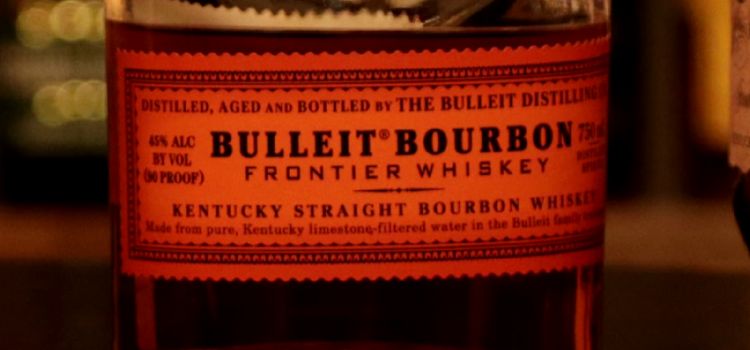 DISTILLED, AGED AND BOTTLED BY THE BULLEIT DISTILLING
45% ALC
BY VOL
(90 PROOF)
BULLEIT® BOURBON
750
FRONTIER WHISKEY
KENTUCKY STRAIGHT BOURBON WHISKEY
Made from pure, Kentucky limestone-filtered water in the Bulleit family